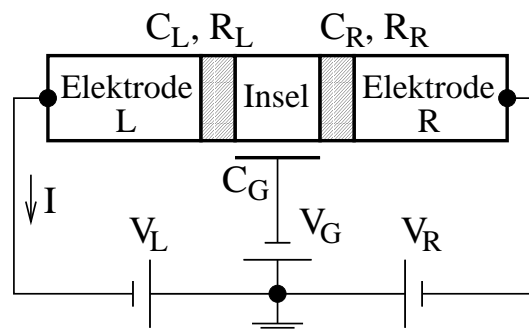 C_L, R_L C_R, R_R
Elektrode L
Insel
Elektrode R
C_G
I
V_L
V_G
V_R